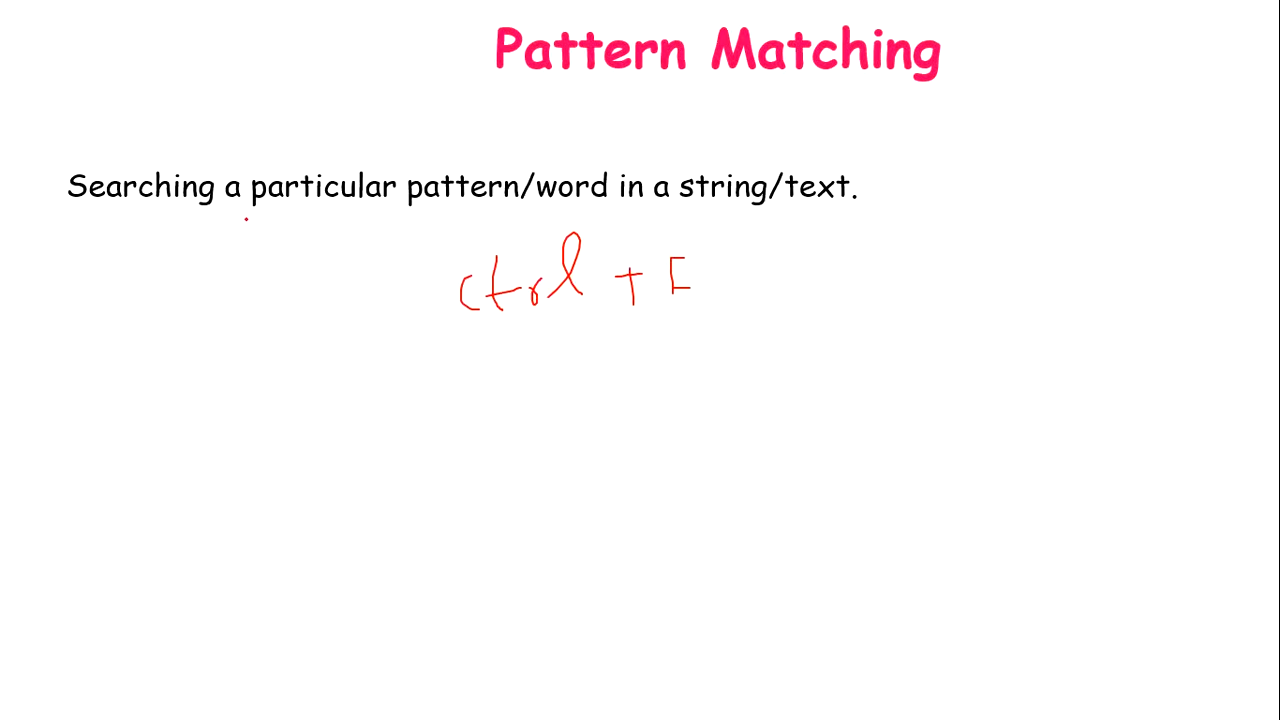 Pattern Matching
Searching a particular pattern/word in a string/text.
ctrl +